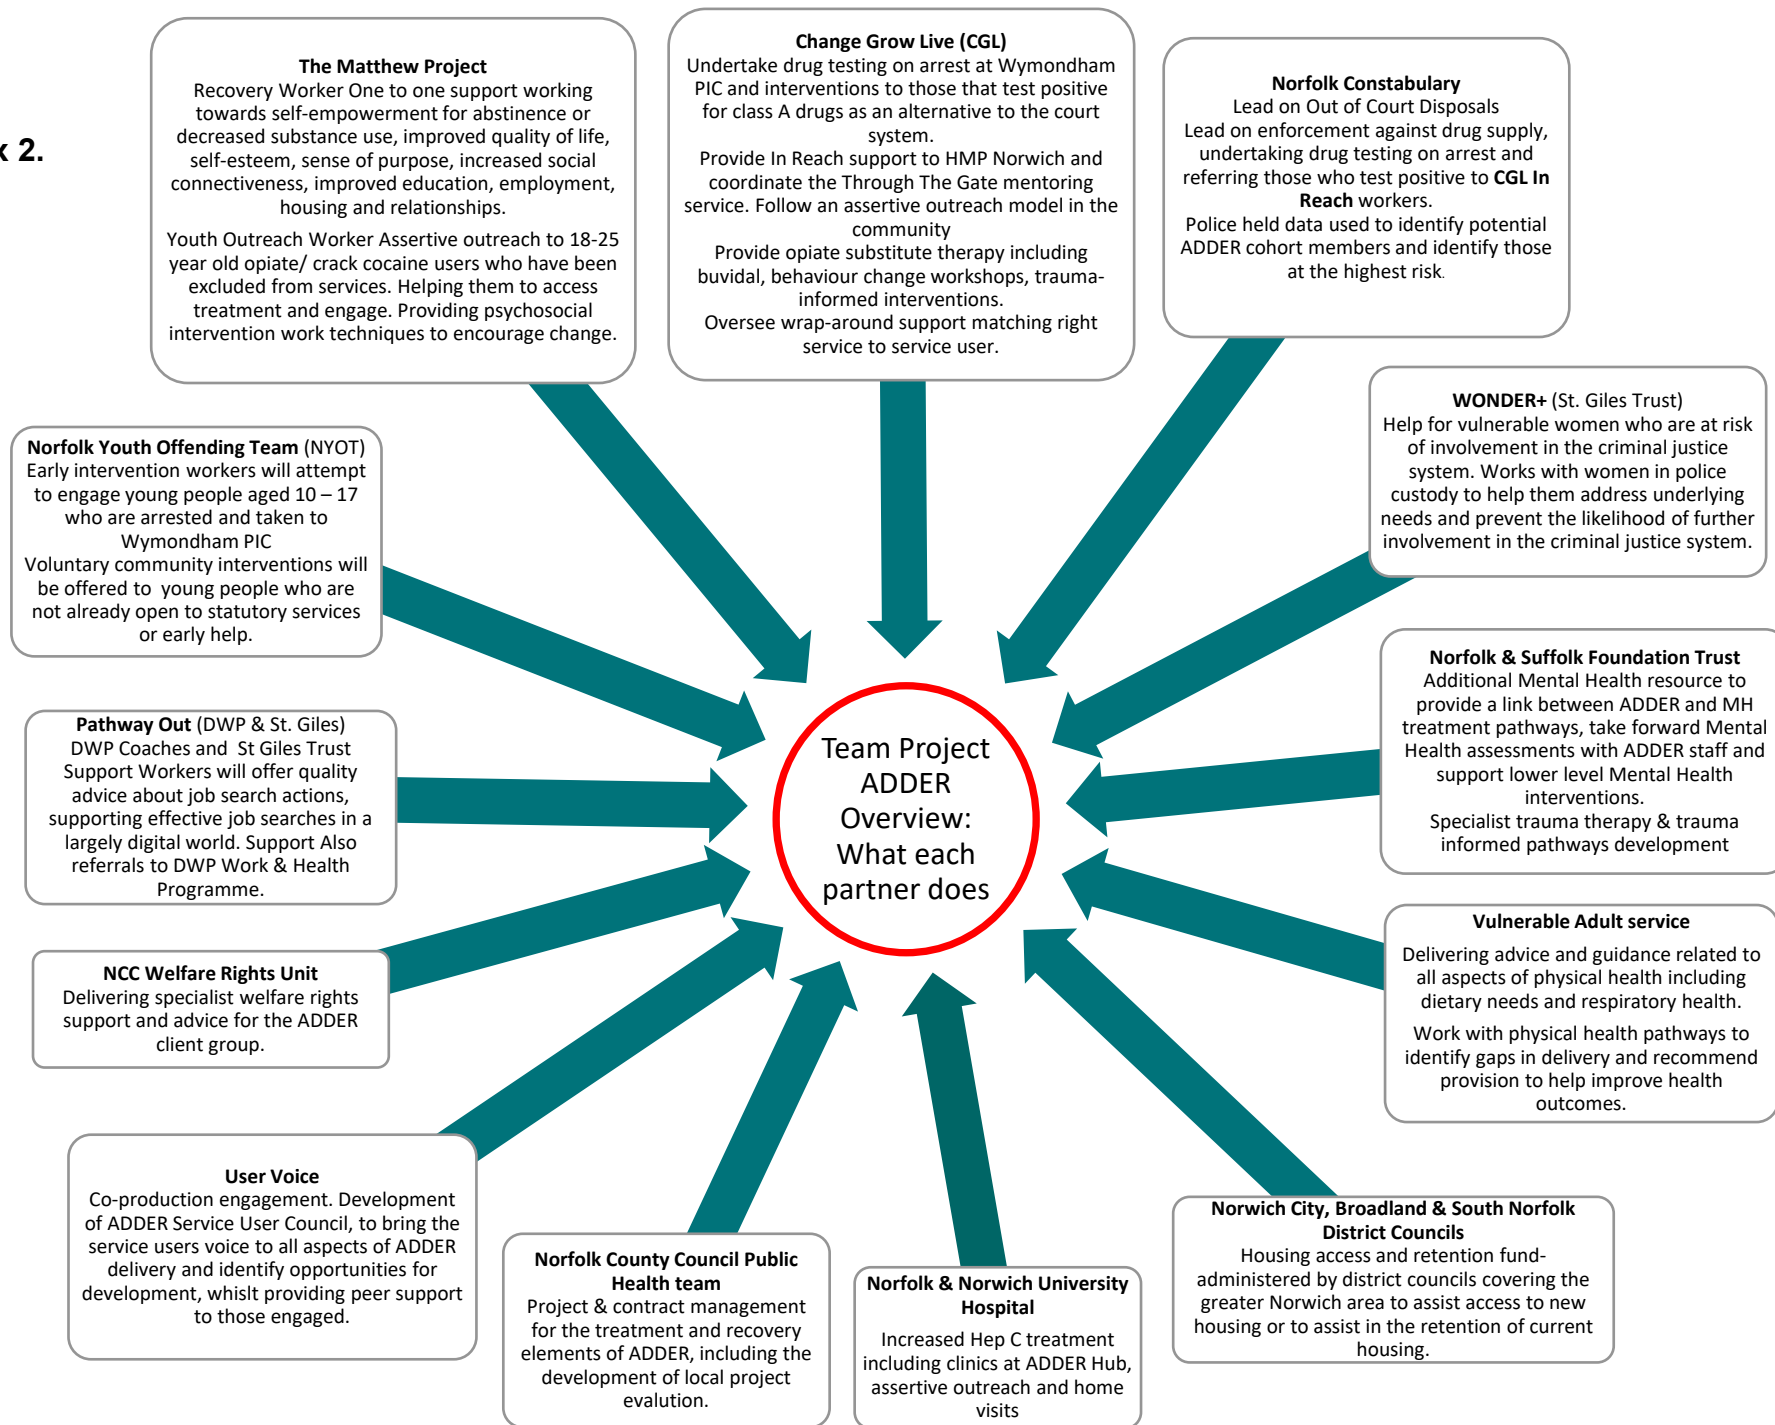 x 2.
The Matthew Project
Recovery Worker One to one support working
towards self-empowerment for abstinence or
decreased substance use, improved quality of life,
self-esteem, sense of purpose, increased social
connectiveness, improved education, employment,
housing and relationships.
Youth Outreach Worker Assertive outreach to 18-25
year old opiate/ crack cocaine users who have been
excluded from services. Helping them to access
treatment and engage. Providing psychosocial
intervention work techniques to encourage change.
Change Grow Live (CGL)
Undertake drug testing on arrest at Wymondham
PIC and interventions to those that test positive
for class A drugs as an alternative to the court
system.
Provide In Reach support to HMP Norwich and
coordinate the Through The Gate mentoring
service. Follow an assertive outreach model in the
community
Provide opiate substitute therapy including
buvidal, behaviour change workshops, trauma-
informed interventions.
Oversee wrap-around support matching right
service to service user.
Norfolk Constabulary
Lead on Out of Court Disposals
Lead on enforcement against drug supply,
undertaking drug testing on arrest and
referring those who test positive to CGL In
Reach workers.
Police held data used to identify potential
ADDER cohort members and identify those
at the highest risk.
WONDER+ (St. Giles Trust)
Help for vulnerable women who are at risk
of involvement in the criminal justice
system. Works with women in police
custody to help them address underlying
needs and prevent the likelihood of further
involvement in the criminal justice system.
Norfolk Youth Offending Team (NYOT)
Early intervention workers will attempt
to engage young people aged 10 – 17
who are arrested and taken to
Wymondham PIC
Voluntary community interventions will
be offered to young people who are
not already open to statutory services
or early help.
Norfolk & Suffolk Foundation Trust
Additional Mental Health resource to
provide a link between ADDER and MH
treatment pathways, take forward Mental
Health assessments with ADDER staff and
support lower level Mental Health
interventions.
Specialist trauma therapy & trauma
informed pathways development
Pathway Out (DWP & St. Giles)
DWP Coaches and St Giles Trust
Support Workers will offer quality
advice about job search actions,
supporting effective job searches in a
largely digital world. Support Also
referrals to DWP Work & Health
Programme.
Team Project
ADDER
Overview:
What each
partner does
Vulnerable Adult service
Delivering advice and guidance related to
all aspects of physical health including
dietary needs and respiratory health.
Work with physical health pathways to
identify gaps in delivery and recommend
provision to help improve health
outcomes.
NCC Welfare Rights Unit
Delivering specialist welfare rights
support and advice for the ADDER
client group.
User Voice
Co-production engagement. Development
of ADDER Service User Council, to bring the
service users voice to all aspects of ADDER
delivery and identify opportunities for
development, whislt providing peer support
to those engaged.
Norfolk County Council Public
Health team
Project & contract management
for the treatment and recovery
elements of ADDER, including the
development of local project
evalution.
Norfolk & Norwich University
Hospital
Increased Hep C treatment
including clinics at ADDER Hub,
assertive outreach and home
visits
Norwich City, Broadland & South Norfolk
District Councils
Housing access and retention fund-
administered by district councils covering the
greater Norwich area to assist access to new
housing or to assist in the retention of current
housing.